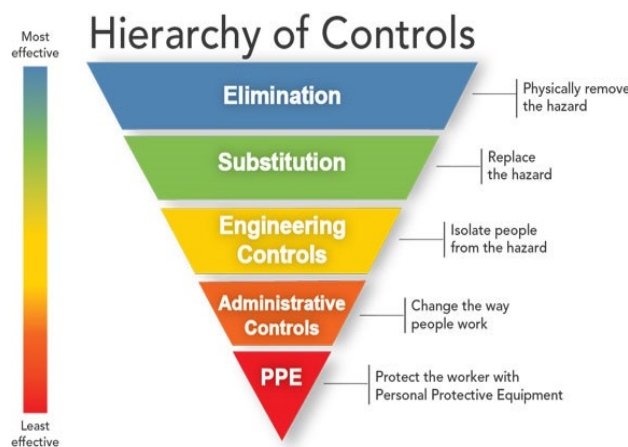 Most
effective
Hierarchy of Controls
Elimination
Physically remove
the hazard
Substitution
Replace
the hazard
Engineering
Controls
Isolate people
from the hazard
Administrative
Controls
Change the way
people work
PPE
Protect the worker with
Personal Protective Equipment
Least
effective